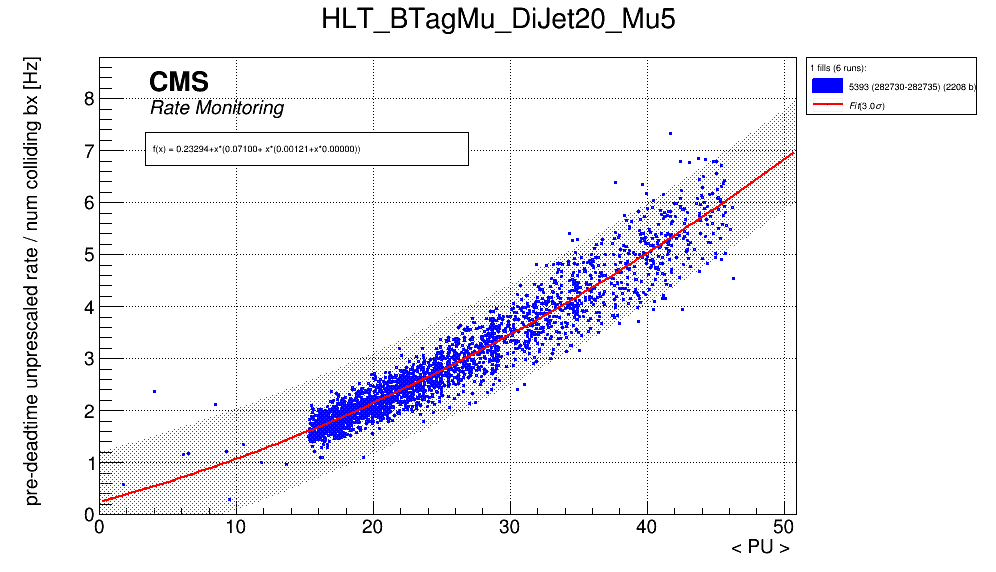 HLT_BTagMu_DiJet20_Mu5
pre-deadtime unprescaled rate / num colliding bx [Hz]
CMS
Rate Monitoring
f(x) = 0.23294+x*(0.07100+ x*(0.00121+x*0.00000))
8
7
6
5
4
3
2
1
0
0 10 20 30 40 50
< PU >
1 fills (6 runs):
5393 (282730-282735) (2208 b)
Fit(3.0σ)